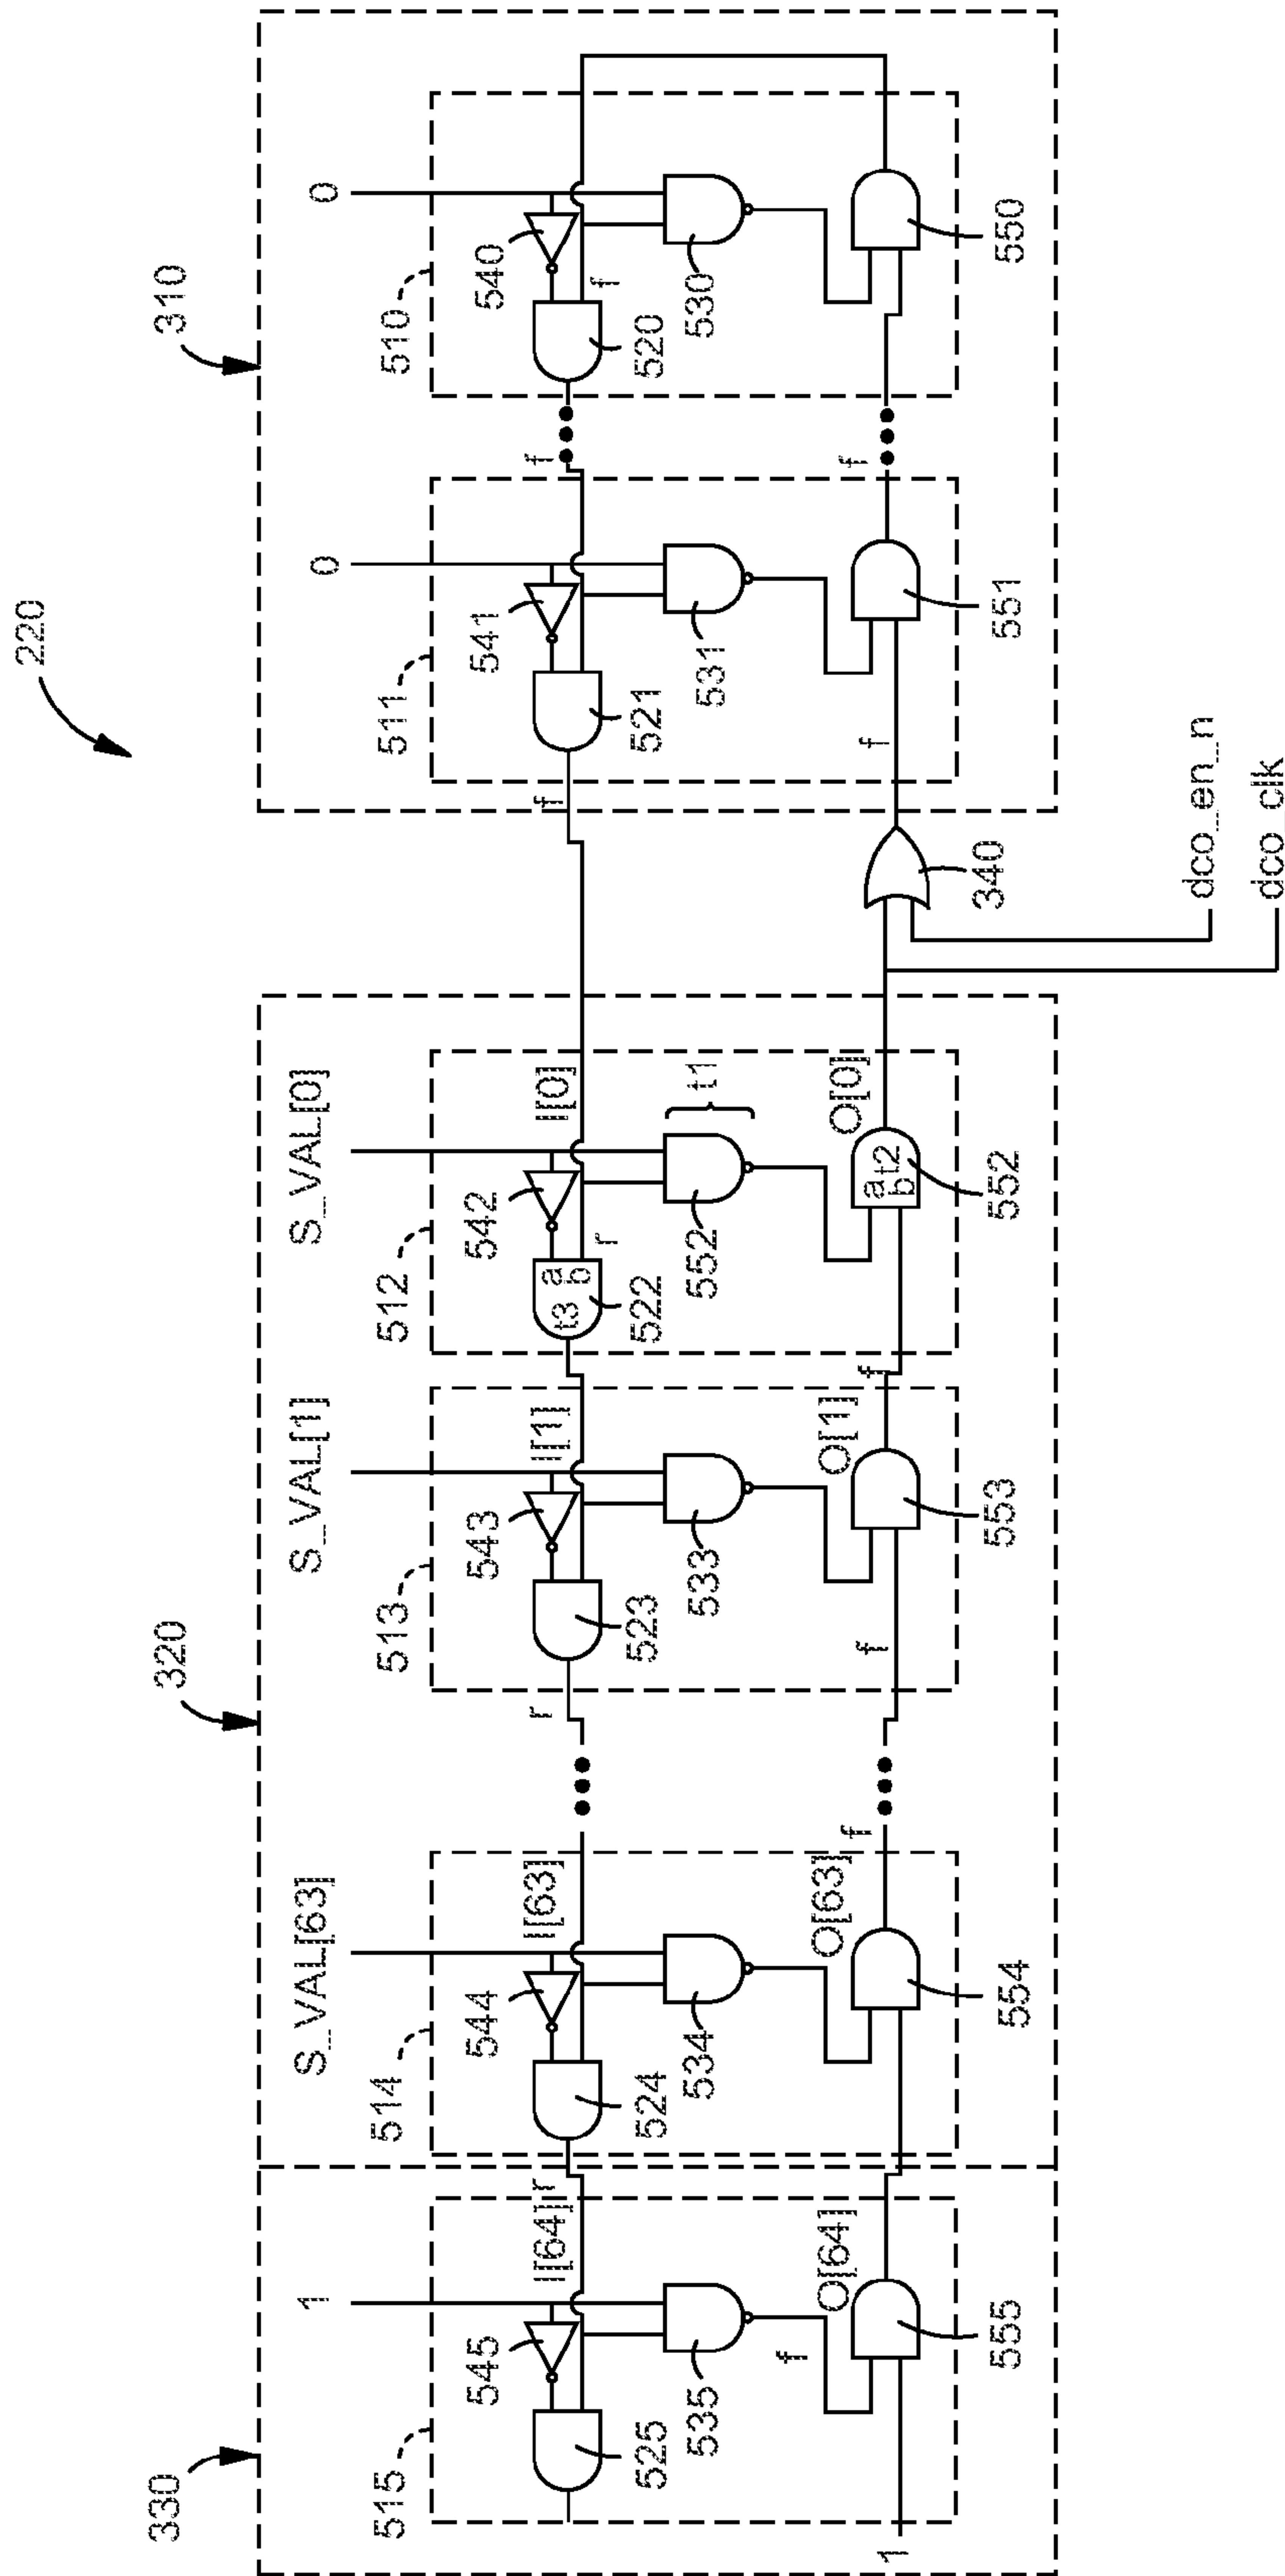 220
330
320
310
1
S_VAL[63]
S_VAL[1]
S_VAL[0]
0
0
515
545
I[64]
r
525
535
f
O[64]
555
1
514
544
I[63]
524
534
O[63]
554
f
513
543
I[1]
523
r
533
O[1]
553
f
512
542
I[0]
a
b
t3
522
r
552
t1
O[0]
a
b
t2
552
f
340
dco_en_n
dco_clk
511
541
f
521
531
f
551
510
540
f
f
520
530
f
550